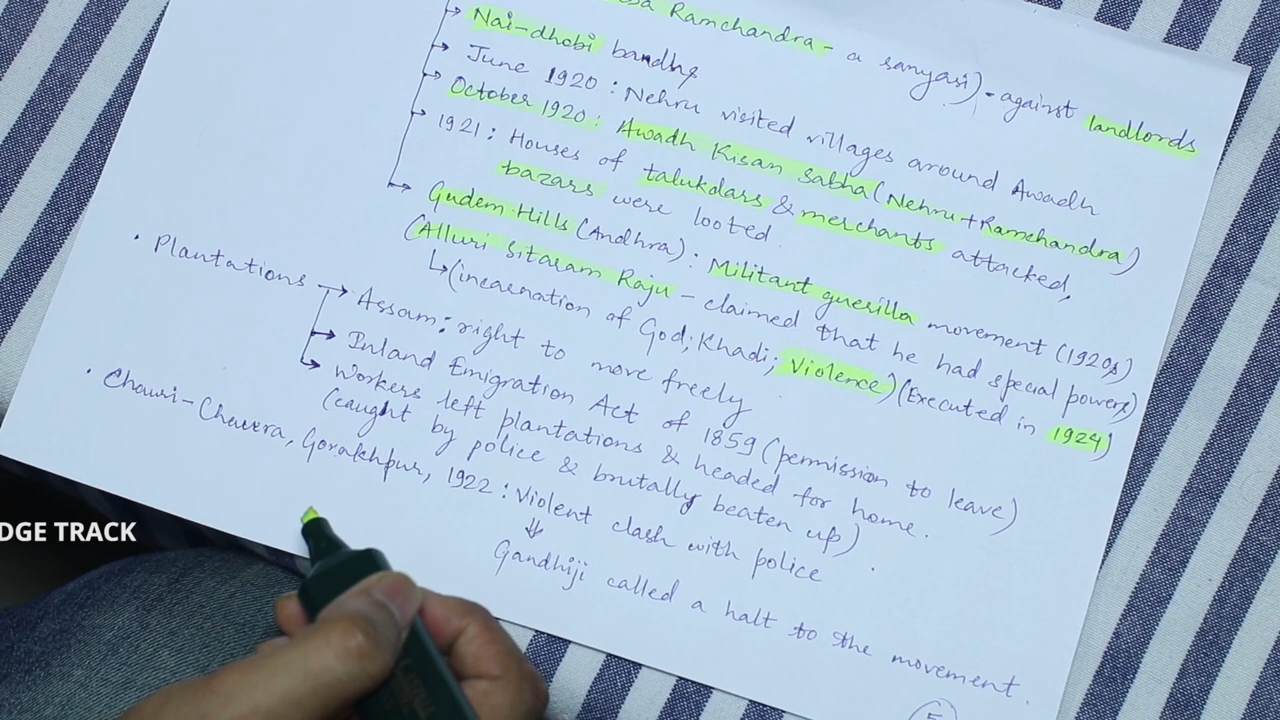 Ramchandra - a sanyasi) - against landlords
Nai-dhobi bandhs
June 1920 : Nehru visited villages around Awadh
October 1920 : Awadh Kisan Sabha (Nehru + Ramchandra)
1921 : Houses of talukdars & merchants attacked,
bazars were looted.
Gudem Hills (Andhra) : Militant guerilla movement (1920s)
(Alluri Sitaram Raju - claimed that he had special powers)
(incarnation of God; Khadi; Violence) (Executed in 1924)
• Plantations
Assam : right to move freely
Inland Emigration Act of 1859 (permission to leave)
Workers left plantations & headed for home.
(caught by police & brutally beaten up)
• Chauri-Chaura, Gorakhpur, 1922 : Violent clash with police
Gandhiji called a halt to the movement.
5
DGE TRACK